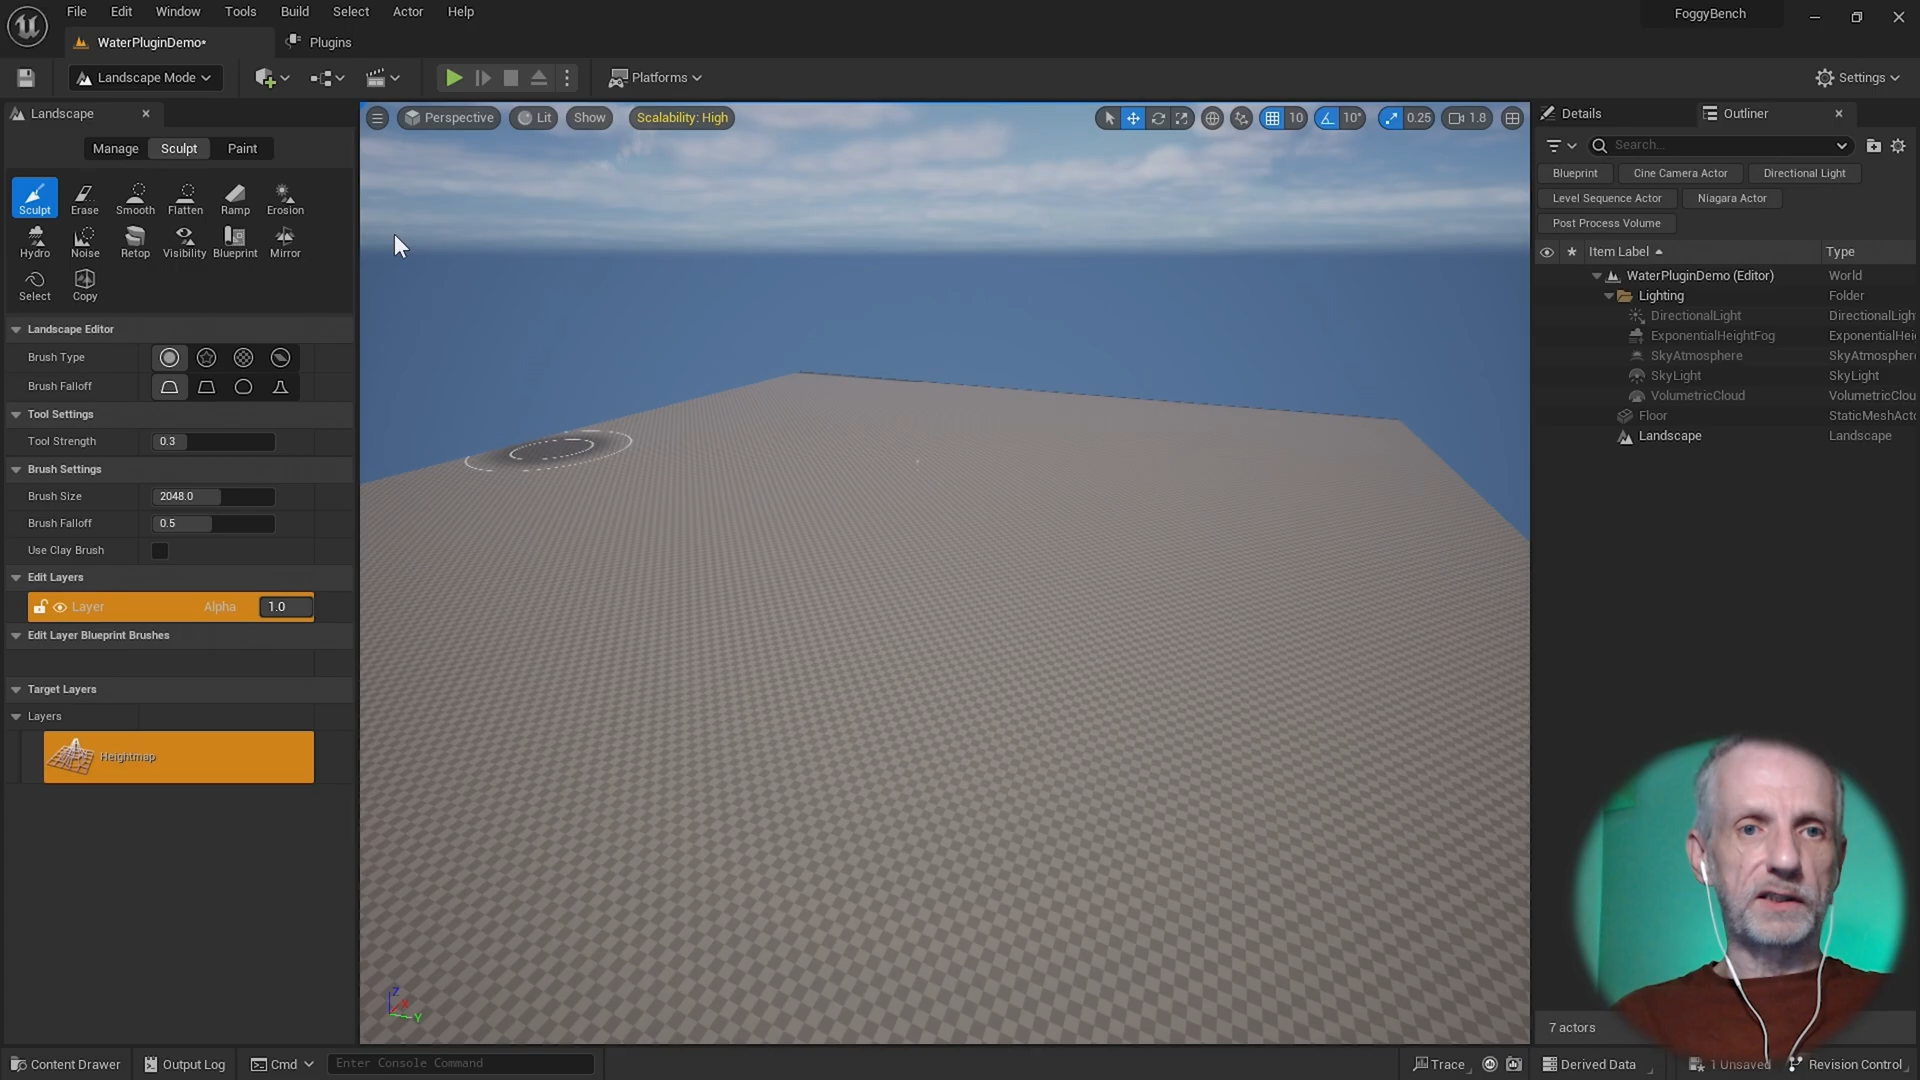 File Edit Window Tools Build Select Actor Help
FoggyBench
WaterPluginDemo*
Plugins
Landscape Mode
Platforms
Settings
Landscape
Manage Sculpt Paint
Sculpt Erase Smooth Flatten Ramp Erosion
Hydro Noise Retop Visibility Blueprint Mirror
Select Copy
Landscape Editor
Brush Type
Brush Falloff
Tool Settings
Tool Strength 0.3
Brush Settings
Brush Size 2048.0
Brush Falloff 0.5
Use Clay Brush
Edit Layers
Layer Alpha 1.0
Edit Layer Blueprint Brushes
Target Layers
Layers
Heightmap
Perspective Lit Show Scalability: High
10 10° 0.25 1.8
Z
X
Y
Details Outliner
Search...
Blueprint Cine Camera Actor Directional Light
Level Sequence Actor Niagara Actor
Post Process Volume
Item Label Type
WaterPluginDemo (Editor) World
Lighting Folder
DirectionalLight DirectionalLigh
ExponentialHeightFog ExponentialHei
SkyAtmosphere SkyAtmospher
SkyLight SkyLight
VolumetricCloud VolumetricClou
Floor StaticMeshActo
Landscape Landscape
7 actors
Content Drawer Output Log Cmd Enter Console Command
Trace Derived Data 1 Unsaved Revision Control